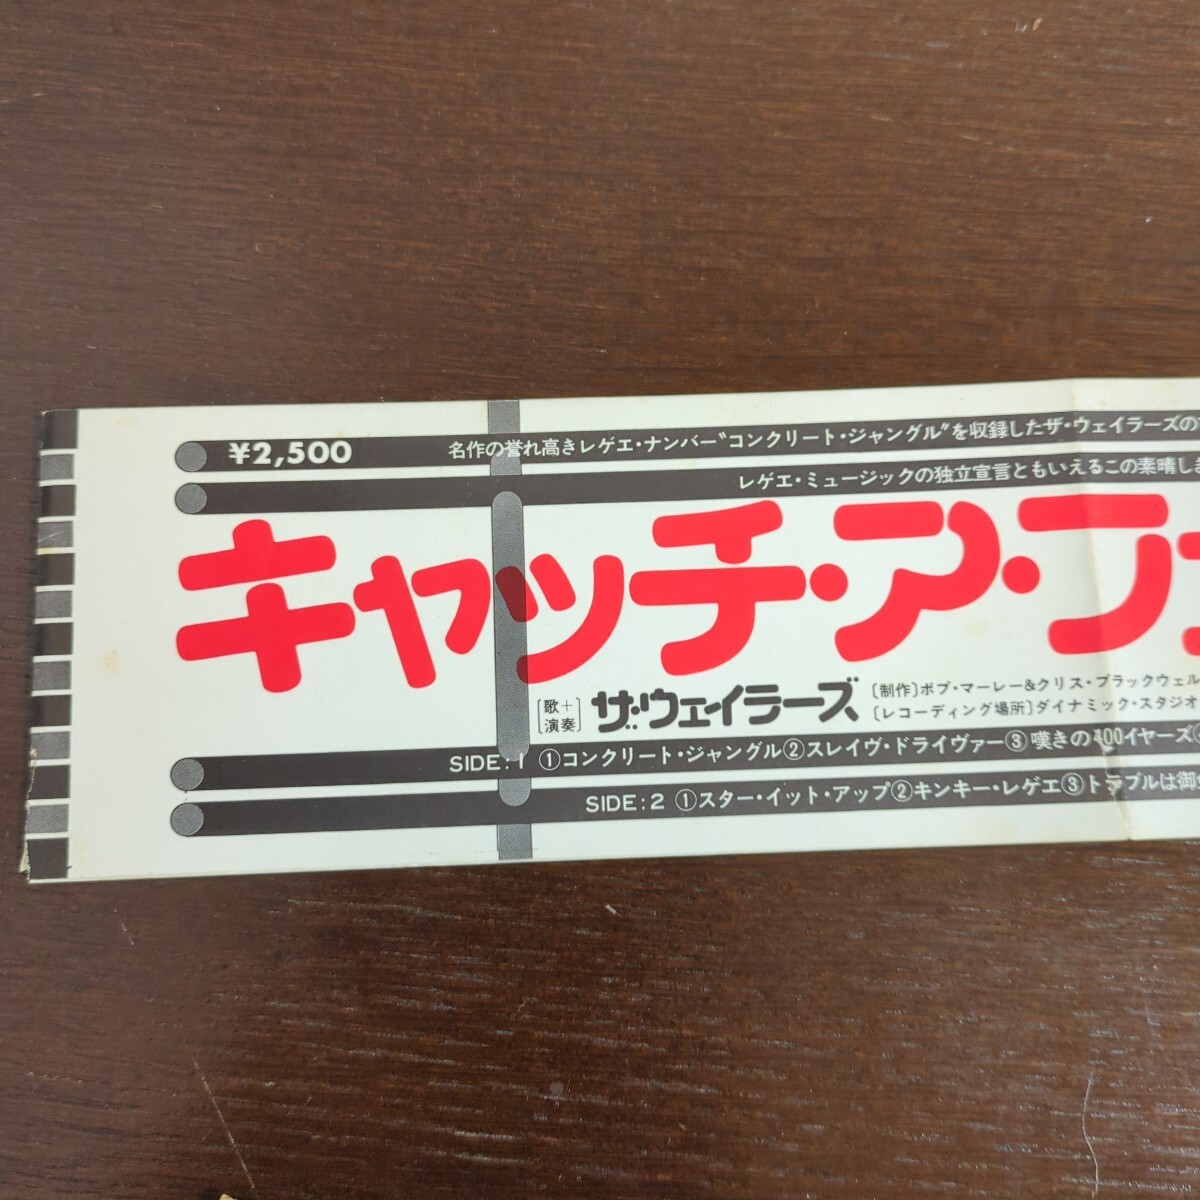 ¥2,500
名作の誉れ高きレゲエ・ナンバー“コンクリート・ジャングル”を収録したザ・ウェイラーズの
レゲエ・ミュージックの独立宣言ともいえるこの素晴し
キャッチ・ア・ファ
[歌+演奏] ザ・ウェイラーズ
[制作]ボブ・マーレー&クリス・ブラックウェル
[レコーディング場所]ダイナミック・スタジオ
SIDE:1 ①コンクリート・ジャングル②スレイヴ・ドライヴァー③嘆きの400イヤーズ
SIDE:2 ①スター・イット・アップ②キンキー・レゲエ③トラブルは御